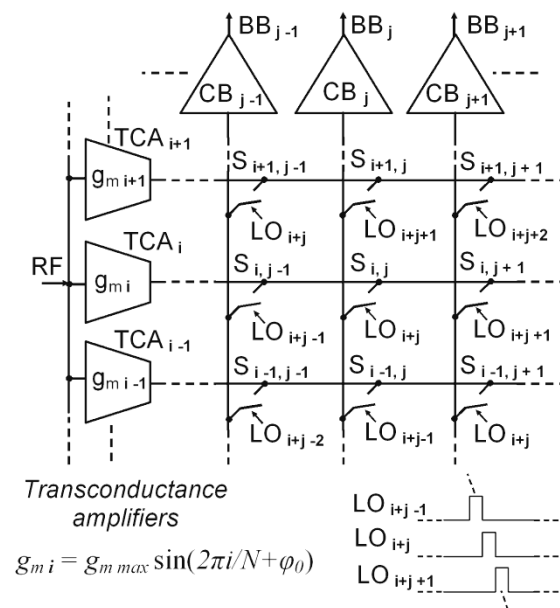 BB j-1 BB j BB j+1
CB j-1 CB j CB j+1
TCA i+1
g m i+1
S i+1, j-1 S i+1, j S i+1, j+1
LO i+j LO i+j+1 LO i+j+2
TCA i
RF
g m i
S i, j-1 S i, j S i, j+1
LO i+j-1 LO i+j LO i+j+1
TCA i-1
g m i-1
S i-1, j-1 S i-1, j S i-1, j+1
LO i+j-2 LO i+j-1 LO i+j
Transconductance
amplifiers
g m i = g m max sin(2πi/N+φ0)
LO i+j-1
LO i+j
LO i+j+1